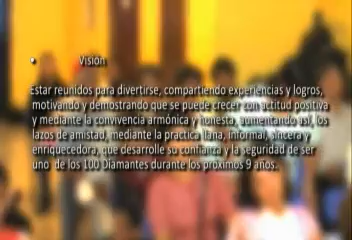 • Visión
Estar reunidos para divertirse, compartiendo experiencias y logros,
motivando y demostrando que se puede crecer con actitud positiva
y mediante la convivencia armónica y honesta, aumentando así, los
lazos de amistad, mediante la practica llana, informal, sincera y
enriquecedora, que desarrolle su confianza y la seguridad de ser
uno de los 100 Diamantes durante los próximos 9 años.